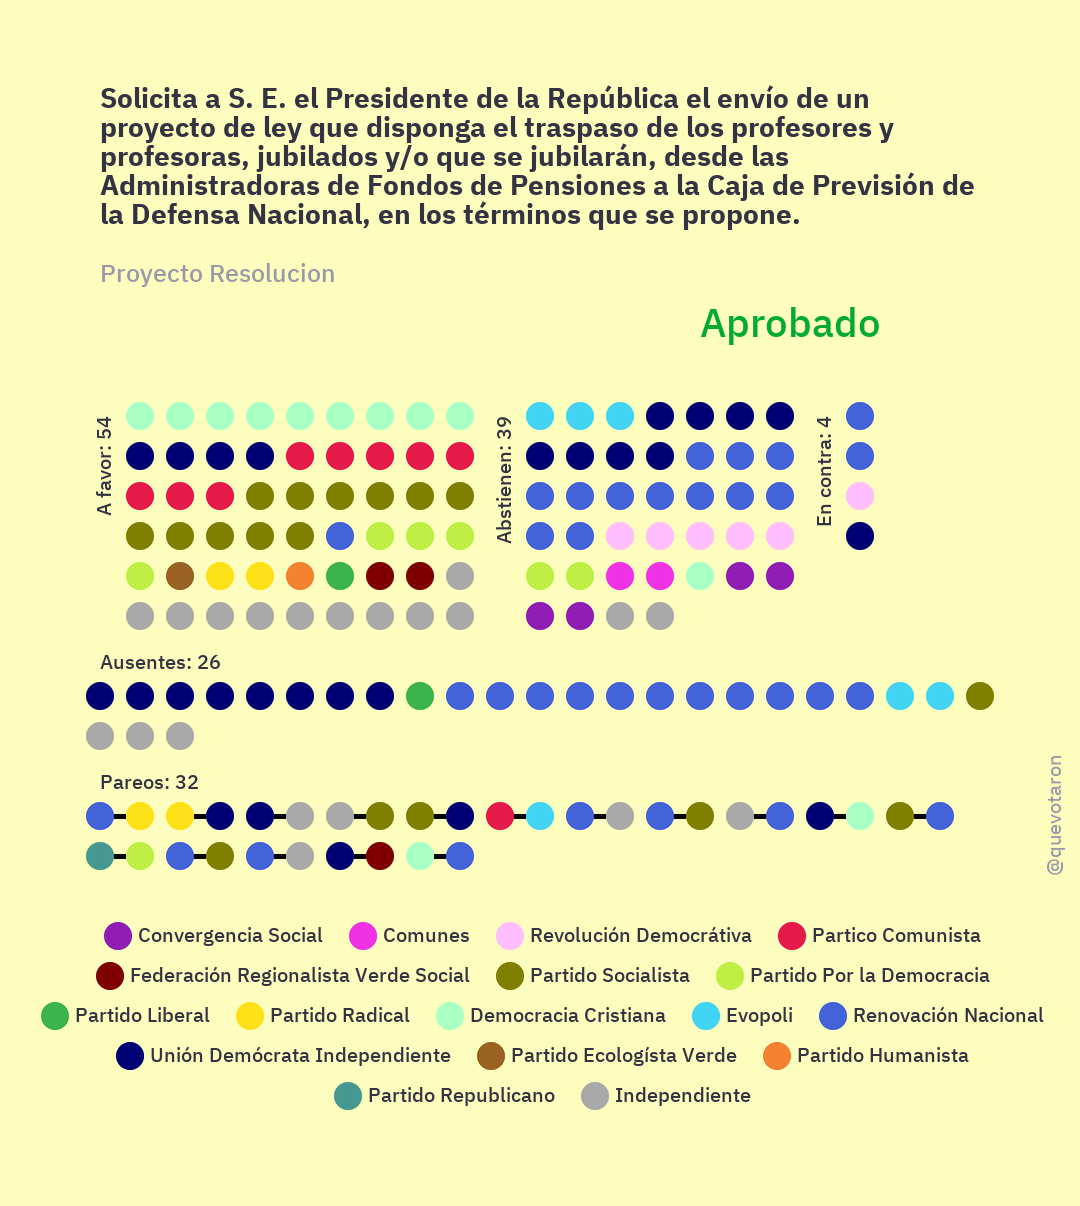 Solicita a S. E. el Presidente de la República el envío de un
proyecto de ley que disponga el traspaso de los profesores y
profesoras, jubilados y/o que se jubilarán, desde las
Administradoras de Fondos de Pensiones a la Caja de Previsión de
la Defensa Nacional, en los términos que se propone.
Proyecto Resolucion
Aprobado
A favor: 54
Abstienen: 39
En contra: 4
Ausentes: 26
Pareos: 32
@quevotaron
Convergencia Social Comunes Revolución Democrátiva Partico Comunista
Federación Regionalista Verde Social Partido Socialista Partido Por la Democracia
Partido Liberal Partido Radical Democracia Cristiana Evopoli Renovación Nacional
Unión Demócrata Independiente Partido Ecologísta Verde Partido Humanista
Partido Republicano Independiente